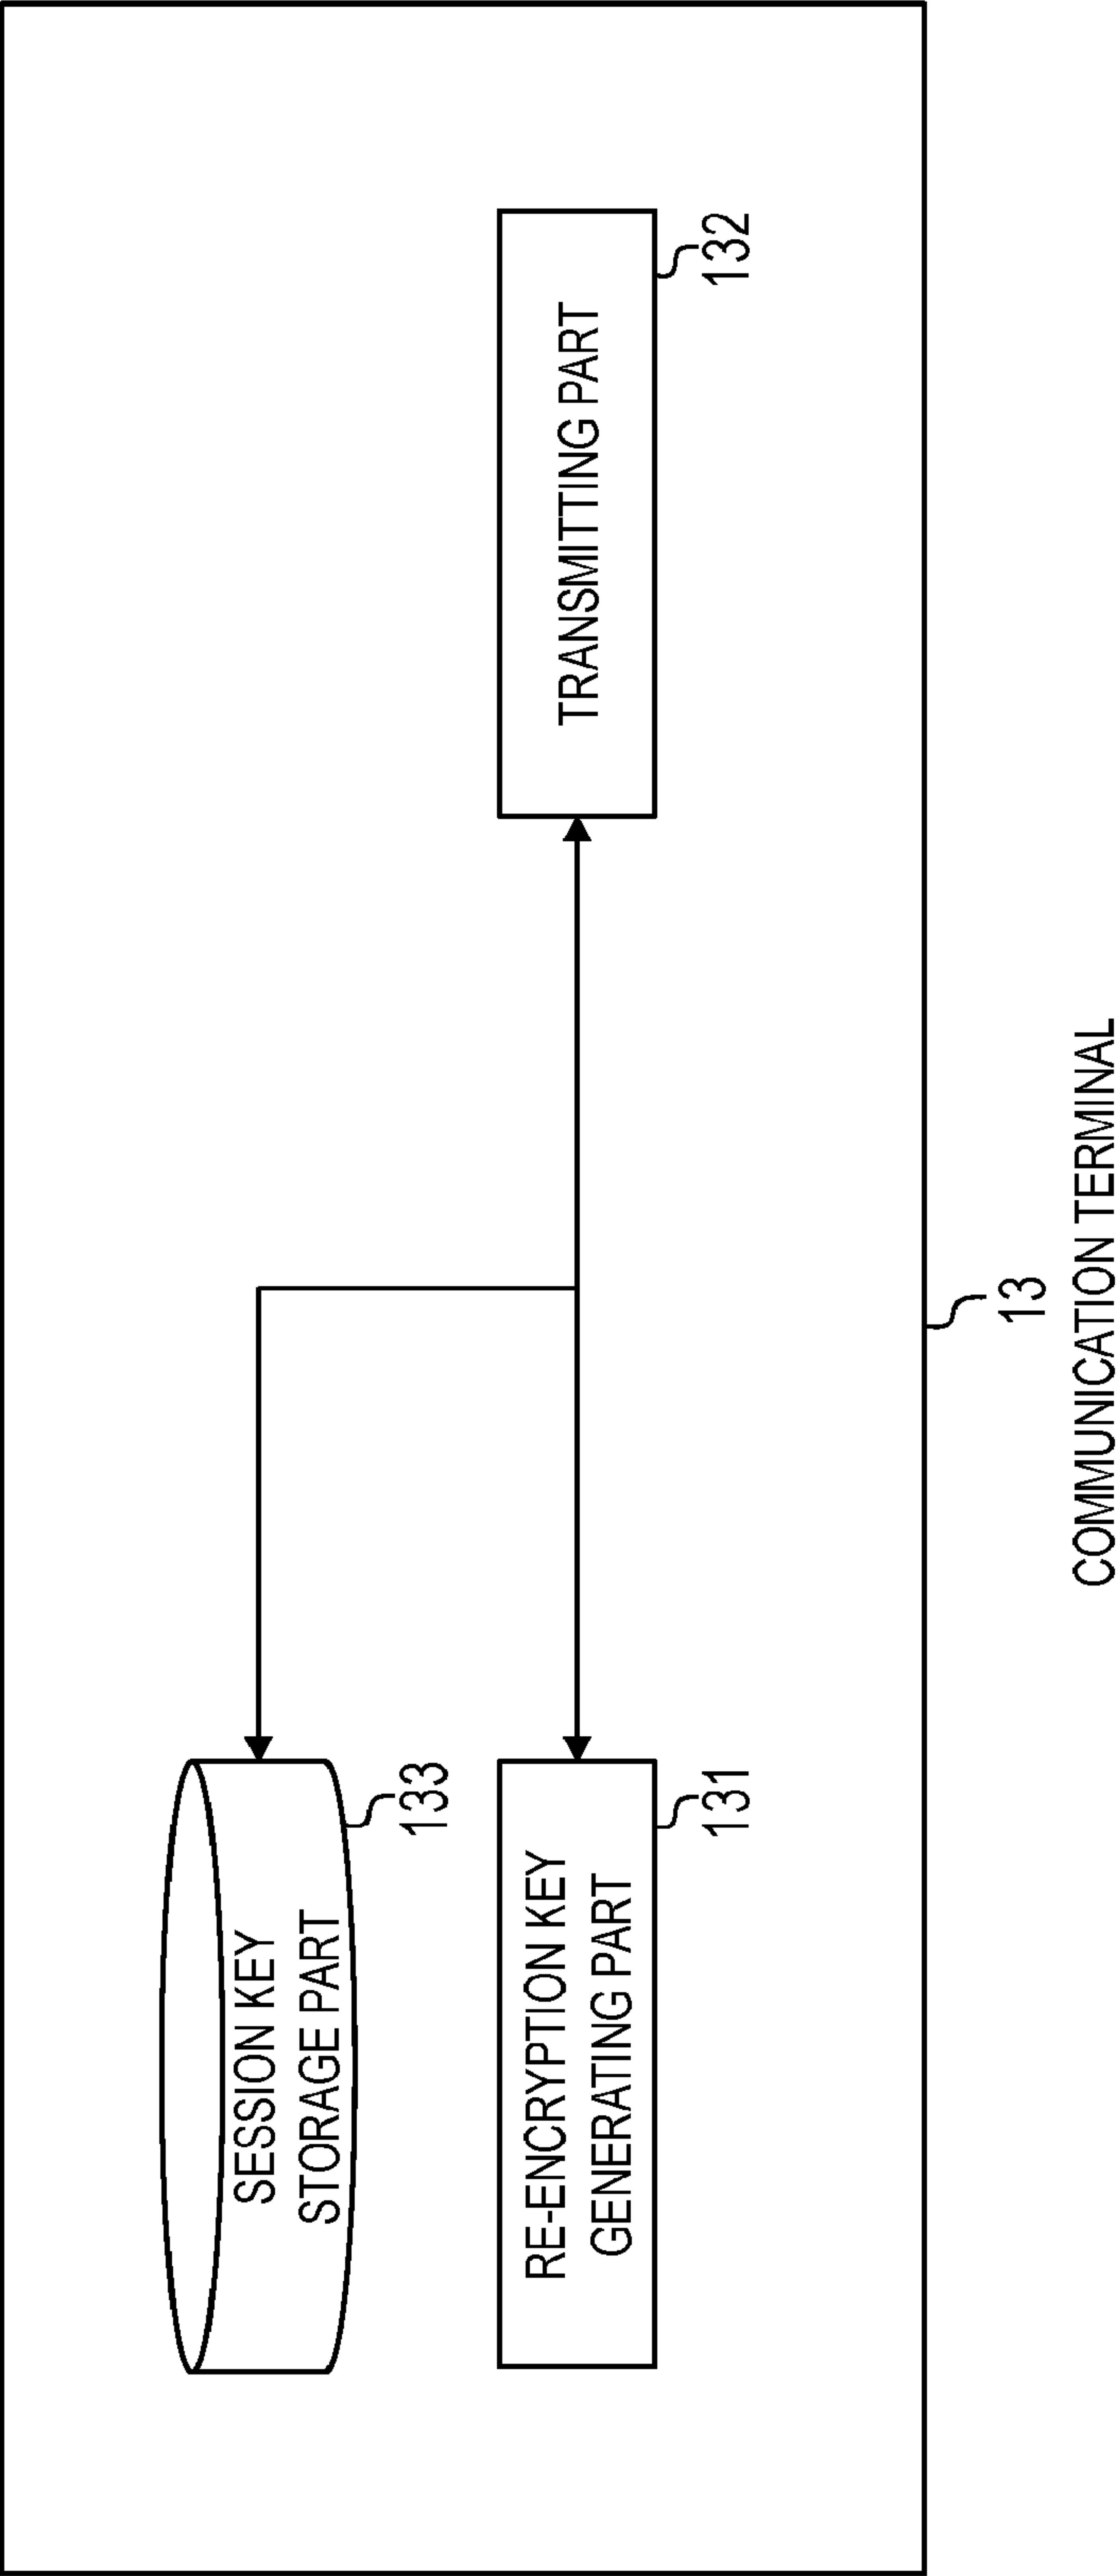 SESSION KEY
STORAGE PART
133
RE-ENCRYPTION KEY
GENERATING PART
131
TRANSMITTING PART
132
13
COMMUNICATION TERMINAL